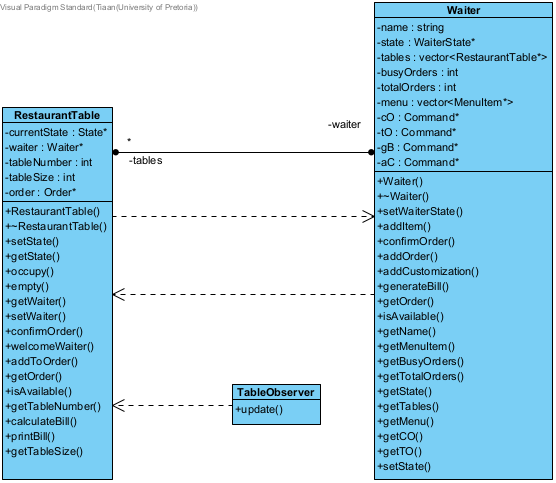 Visual Paradigm Standard(Tiaan(University of Pretoria))
Waiter
-name : string
-state : WaiterState*
-tables : vector<RestaurantTable*>
-busyOrders : int
-totalOrders : int
-menu : vector<MenuItem*>
-cO : Command*
-tO : Command*
-gB : Command*
-aC : Command*
+Waiter()
+~Waiter()
+setWaiterState()
+addItem()
+confirmOrder()
+addOrder()
+addCustomization()
+generateBill()
+getOrder()
+isAvailable()
+getName()
+getMenuItem()
+getBusyOrders()
+getTotalOrders()
+getState()
+getTables()
+getMenu()
+getCO()
+getTO()
+setState()
-waiter
*
-tables
RestaurantTable
-currentState : State*
-waiter : Waiter*
-tableNumber : int
-tableSize : int
-order : Order*
+RestaurantTable()
+~RestaurantTable()
+setState()
+getState()
+occupy()
+empty()
+getWaiter()
+setWaiter()
+confirmOrder()
+welcomeWaiter()
+addToOrder()
+getOrder()
+isAvailable()
+getTableNumber()
+calculateBill()
+printBill()
+getTableSize()
TableObserver
+update()